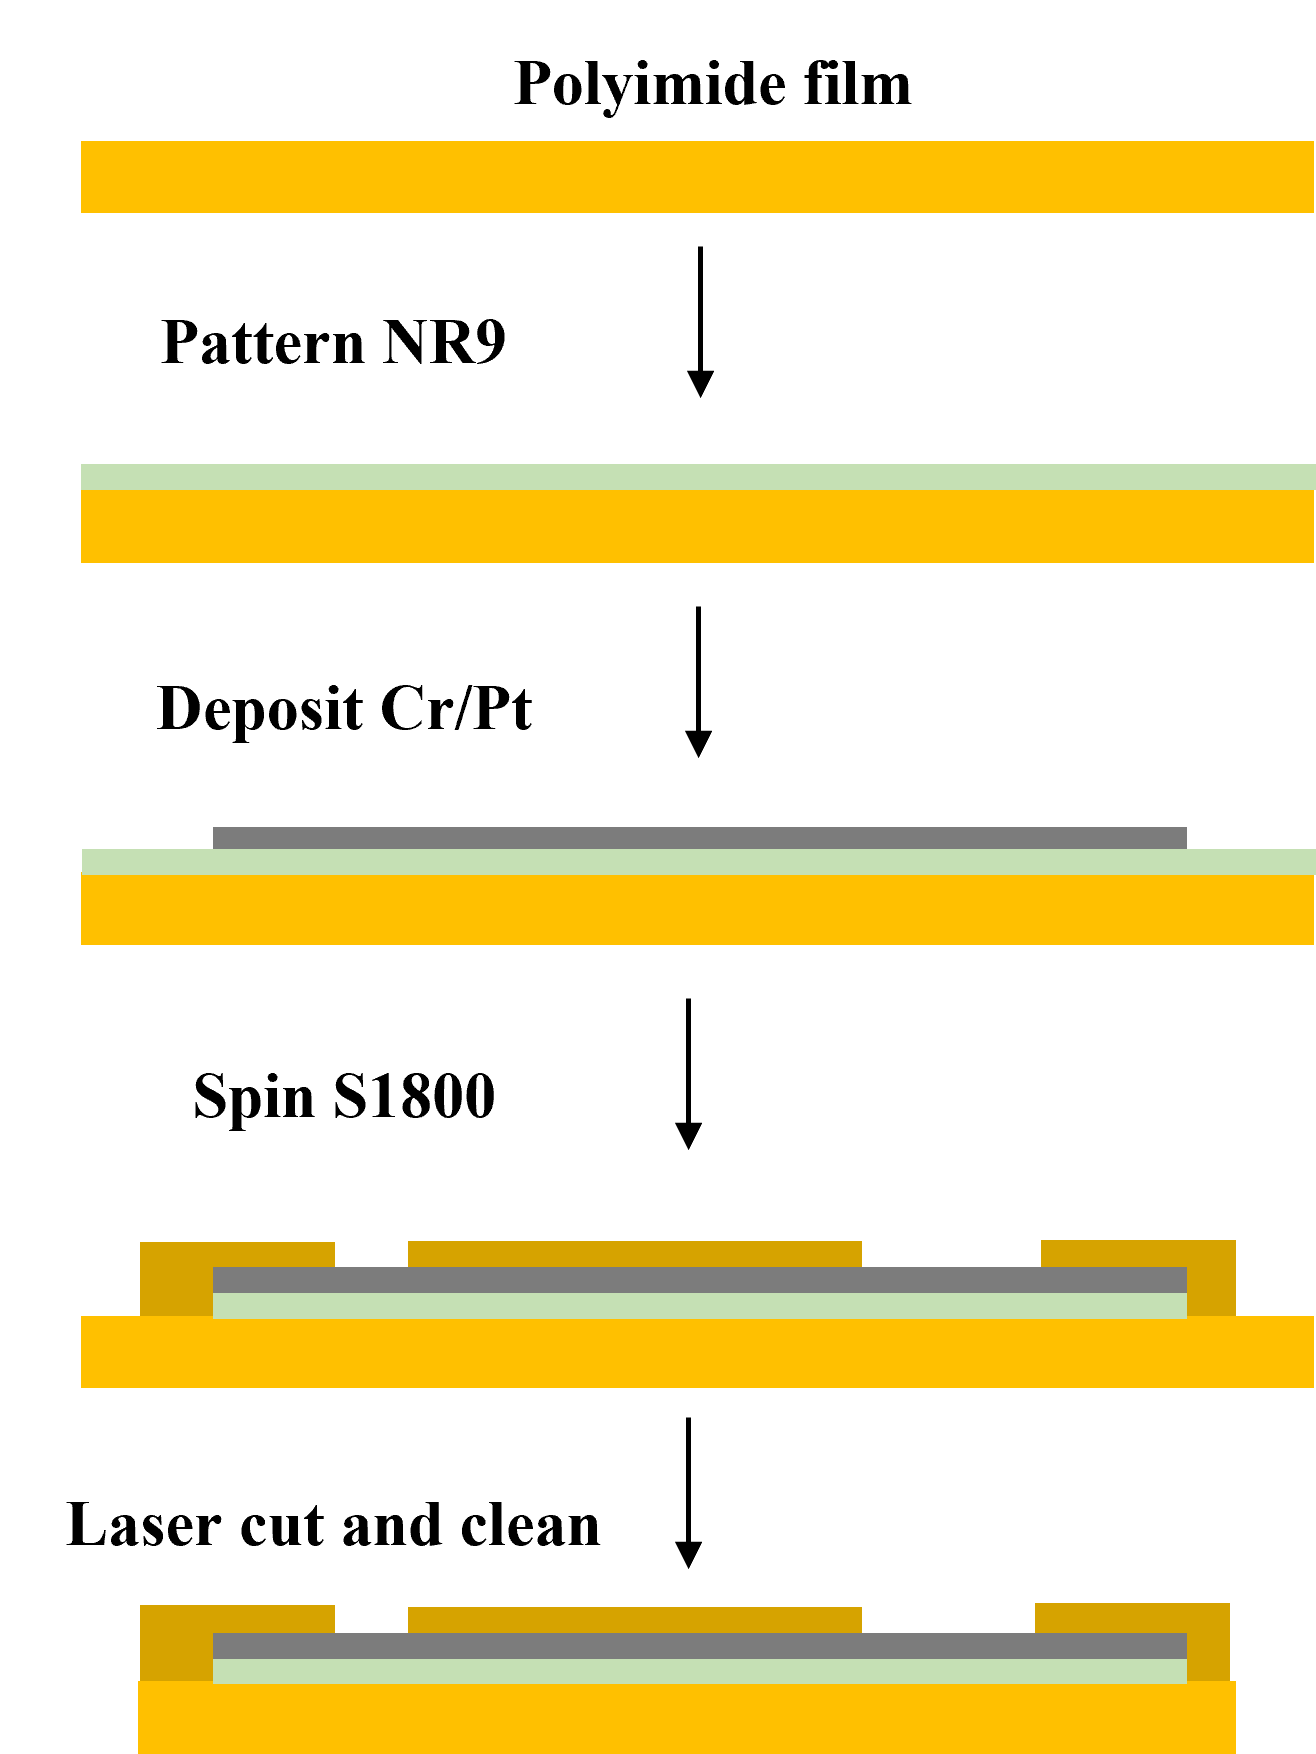 Polyimide film
Pattern NR9
Deposit Cr/Pt
Spin S1800
Laser cut and clean